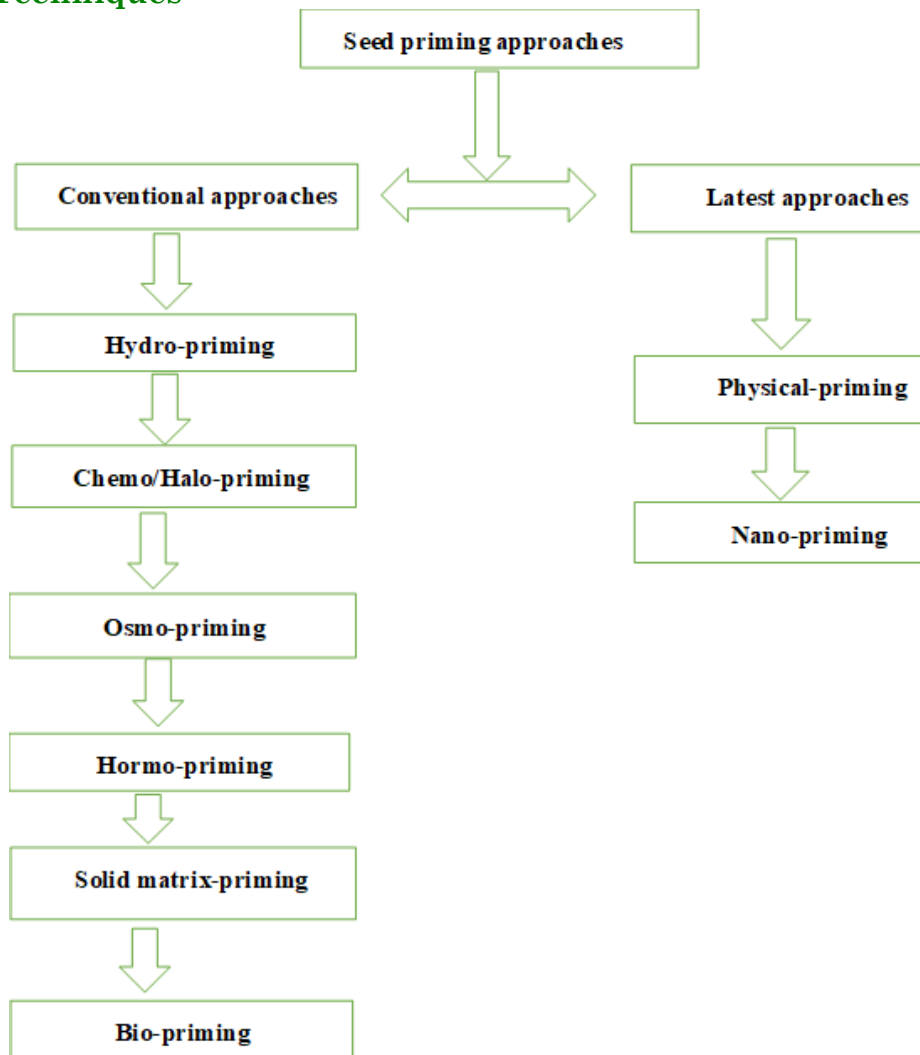 Techniques
Seed priming approaches
Conventional approaches
Latest approaches
Hydro-priming
Physical-priming
Chemo/Halo-priming
Nano-priming
Osmo-priming
Hormo-priming
Solid matrix-priming
Bio-priming